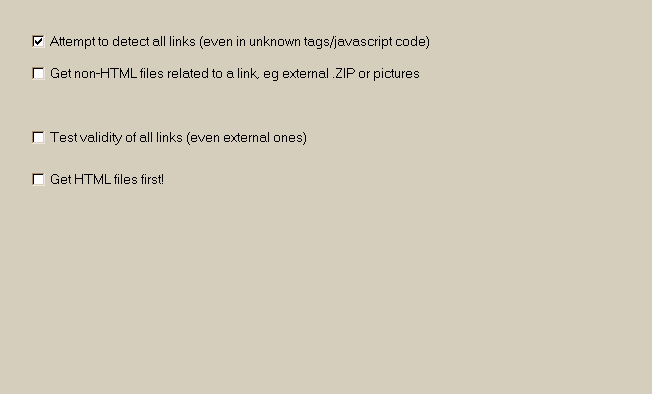 Attempt to detect all links (even in unknown tags/javascript code)
Get non-HTML files related to a link, eg external .ZIP or pictures
Test validity of all links (even external ones)
Get HTML files first!